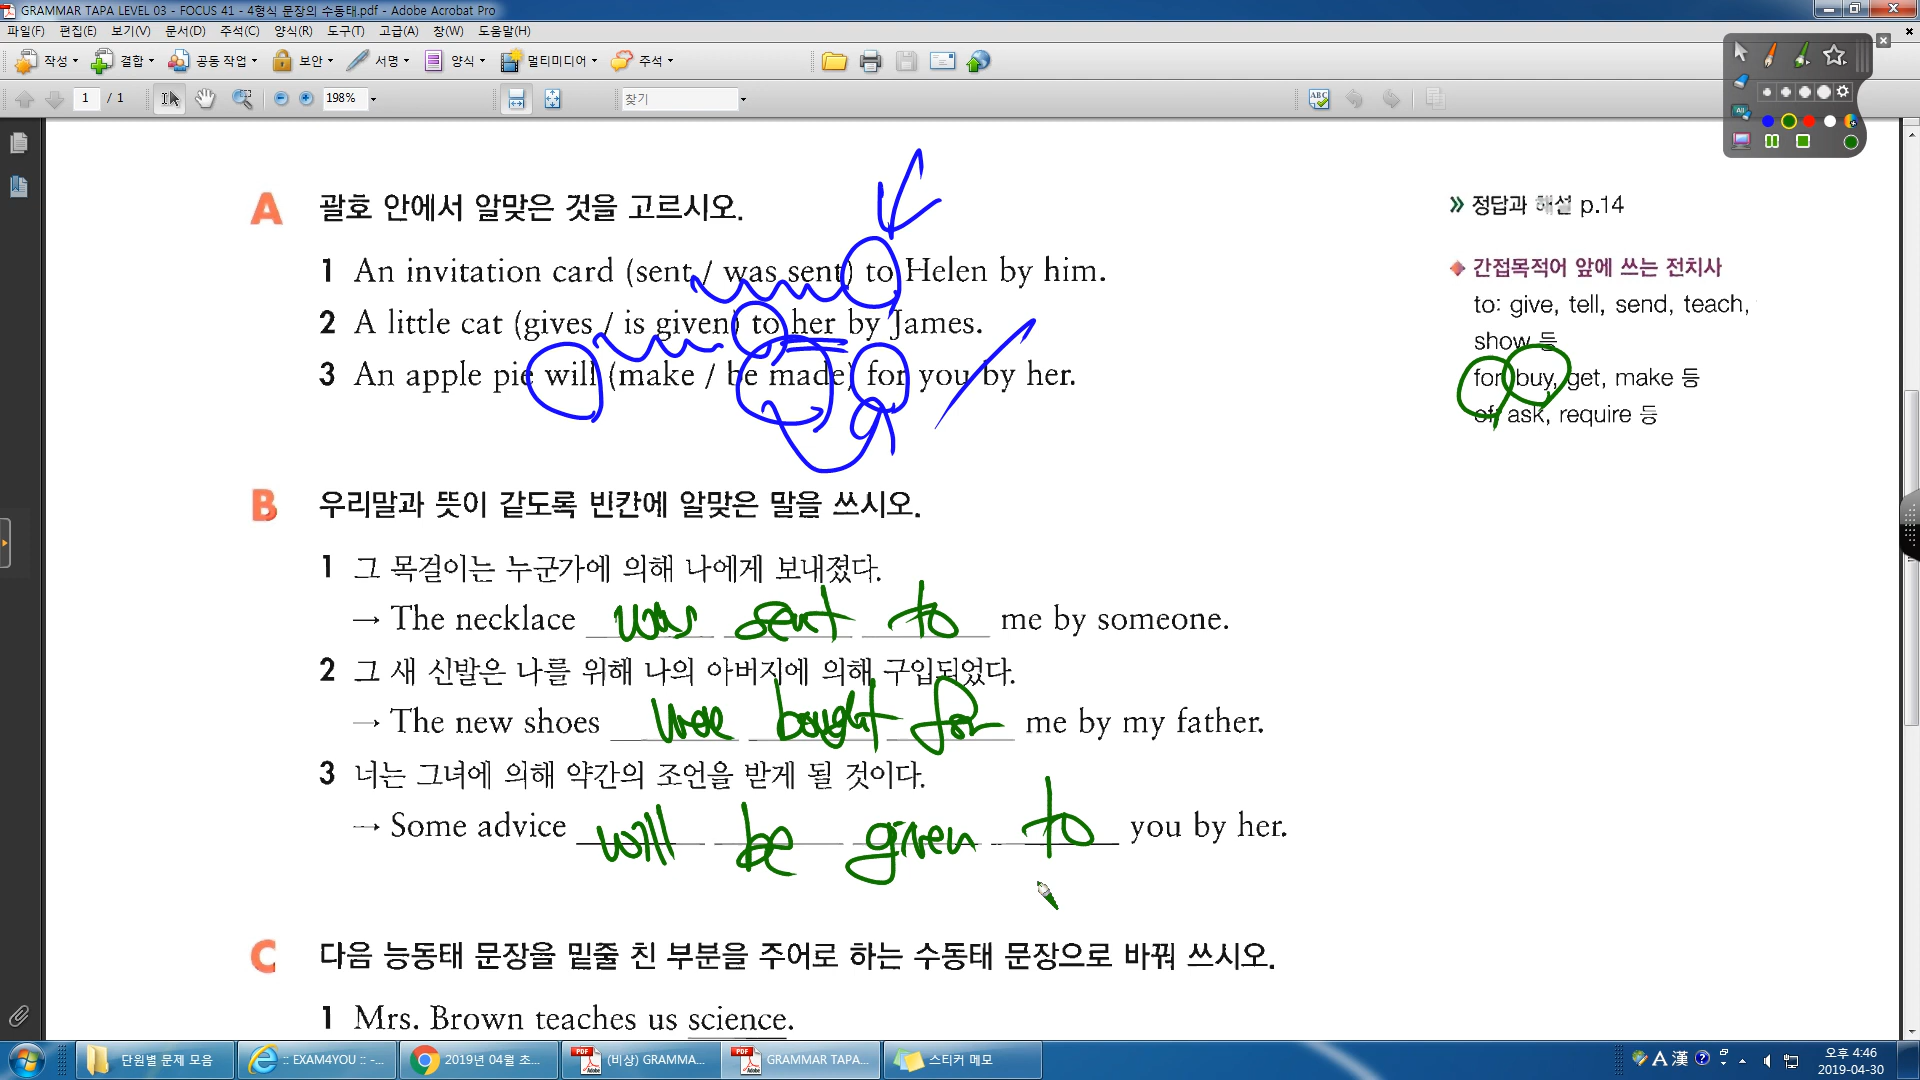 GRAMMAR TAPA LEVEL 03 - FOCUS 41 - 4형식 문장의 수동태.pdf - Adobe Acrobat Pro
파일(F) 편집(E) 보기(V) 문서(D) 주석(C) 양식(R) 도구(T) 고급(A) 창(W) 도움말(H)
작성 결합 공동 작업 보안 서명 양식 멀티미디어 주석
1 / 1 198% 찾기
A 괄호 안에서 알맞은 것을 고르시오.
1 An invitation card (sent / was sent) to Helen by him.
2 A little cat (gives / is given) to her by James.
3 An apple pie will (make / be made) for you by her.
정답과 해설 p.14
간접목적어 앞에 쓰는 전치사
to: give, tell, send, teach,
show 등
for: buy, get, make 등
of: ask, require 등
B 우리말과 뜻이 같도록 빈칸에 알맞은 말을 쓰시오.
1 그 목걸이는 누군가에 의해 나에게 보내졌다.
→ The necklace was sent to me by someone.
2 그 새 신발은 나를 위해 나의 아버지에 의해 구입되었다.
→ The new shoes were bought for me by my father.
3 너는 그녀에 의해 약간의 조언을 받게 될 것이다.
→ Some advice will be given to you by her.
C 다음 능동태 문장을 밑줄 친 부분을 주어로 하는 수동태 문장으로 바꿔 쓰시오.
1 Mrs. Brown teaches us science.
단원별 문제 모음 :: EXAM4YOU :: -... 2019년 04월 초... (비상) GRAMMA... GRAMMAR TAPA... 스티커 메모
A 漢
오후 4:46
2019-04-30